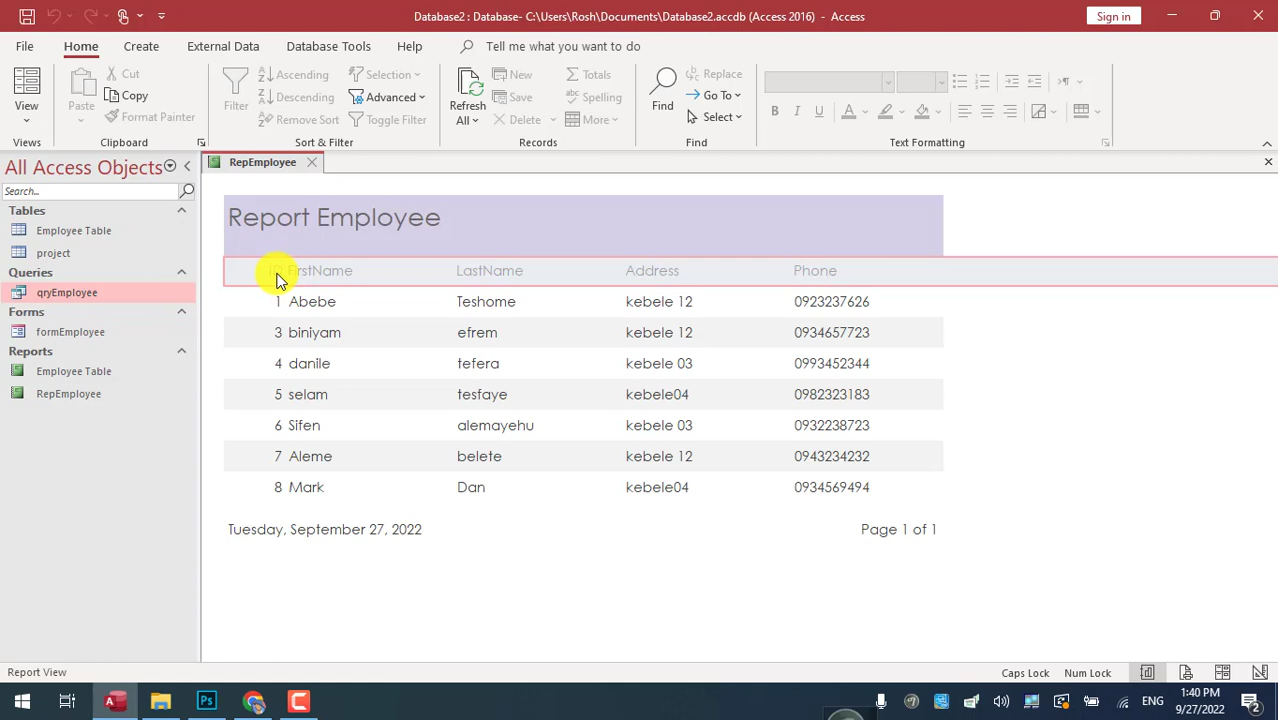 Database2 : Database- C:\Users\Rosh\Documents\Database2.accdb (Access 2016) - Access
Sign in
File Home Create External Data Database Tools Help Tell me what you want to do
View
Views
Paste
Cut
Copy
Format Painter
Clipboard
Filter
Ascending
Descending
Remove Sort
Selection
Advanced
Toggle Filter
Sort & Filter
Refresh
All
New
Save
Delete
Totals
Spelling
More
Records
Find
Replace
Go To
Select
Find
B I U A
Text Formatting
All Access Objects
Search...
Tables
Employee Table
project
Queries
qryEmployee
Forms
formEmployee
Reports
Employee Table
RepEmployee
RepEmployee
Report Employee
FirstName LastName Address Phone
1 Abebe Teshome kebele 12 0923237626
3 biniyam efrem kebele 12 0934657723
4 danile tefera kebele 03 0993452344
5 selam tesfaye kebele04 0982323183
6 Sifen alemayehu kebele 03 0932238723
7 Aleme belete kebele 12 0943234232
8 Mark Dan kebele04 0934569494
Tuesday, September 27, 2022 Page 1 of 1
Report View
Caps Lock Num Lock
Ps
ENG
1:40 PM
9/27/2022
2